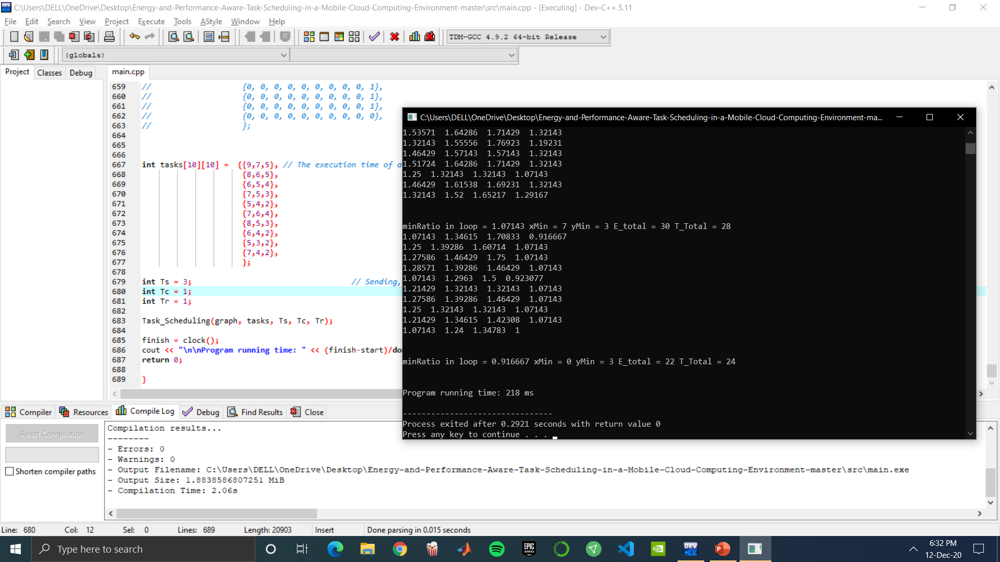 C:\Users\DELL\OneDrive\Desktop\Energy-and-Performance-Aware-Task-Scheduling-in-a-Mobile-Cloud-Computing-Environment-master\src\main.cpp - [Executing] - Dev-C++ 5.11
File Edit Search View Project Execute Tools AStyle Window Help
TDM-GCC 4.9.2 64-bit Release
(globals)
Project Classes Debug
main.cpp
659 // {0, 0, 0, 0, 0, 0, 0, 0, 0, 1},
660 // {0, 0, 0, 0, 0, 0, 0, 0, 0, 1},
661 // {0, 0, 0, 0, 0, 0, 0, 0, 0, 1},
662 // {0, 0, 0, 0, 0, 0, 0, 0, 0, 0},
663 // };
664
665
666
667 int tasks[10][10] = {{9,7,5}, // The execution time of a
668 {8,6,5},
669 {6,5,4},
670 {7,5,3},
671 {5,4,2},
672 {7,6,4},
673 {8,5,3},
674 {6,4,2},
675 {5,3,2},
676 {7,4,2},
677 };
678
679 int Ts = 3; // Sending,
680 int Tc = 1;
681 int Tr = 1;
682
683 Task_Scheduling(graph, tasks, Ts, Tc, Tr);
684
685 finish = clock();
686 cout << "\n\nProgram running time: " << (finish-start)/do
687 return 0;
688
689 }
C:\Users\DELL\OneDrive\Desktop\Energy-and-Performance-Aware-Task-Scheduling-in-a-Mobile-Cloud-Computing-Environment-ma...
1.53571 1.64286 1.71429 1.32143
1.32143 1.55556 1.76923 1.19231
1.46429 1.57143 1.57143 1.32143
1.51724 1.64286 1.71429 1.32143
1.25 1.32143 1.32143 1.07143
1.46429 1.61538 1.69231 1.32143
1.32143 1.52 1.65217 1.29167
minRatio in loop = 1.07143 xMin = 7 yMin = 3 E_total = 30 T_Total = 28
1.07143 1.34615 1.70833 0.916667
1.25 1.39286 1.60714 1.07143
1.27586 1.46429 1.75 1.07143
1.28571 1.39286 1.46429 1.07143
1.07143 1.2963 1.5 0.923077
1.21429 1.32143 1.32143 1.07143
1.27586 1.39286 1.46429 1.07143
1.25 1.32143 1.32143 1.07143
1.21429 1.34615 1.42308 1.07143
1.07143 1.24 1.34783 1
minRatio in loop = 0.916667 xMin = 0 yMin = 3 E_total = 22 T_Total = 24
Program running time: 218 ms
--------------------------------
Process exited after 0.2921 seconds with return value 0
Press any key to continue . . .
Compiler Resources Compile Log Debug Find Results Close
Abort Compilation
Shorten compiler paths
Compilation results...
--------
- Errors: 0
- Warnings: 0
- Output Filename: C:\Users\DELL\OneDrive\Desktop\Energy-and-Performance-Aware-Task-Scheduling-in-a-Mobile-Cloud-Computing-Environment-master\src\main.exe
- Output Size: 1.8838586807251 MiB
- Compilation Time: 2.06s
Line: 680 Col: 12 Sel: 0 Lines: 689 Length: 20903 Insert Done parsing in 0.015 seconds
Type here to search
EPIC GAMES
DEV C++
6:32 PM
12-Dec-20